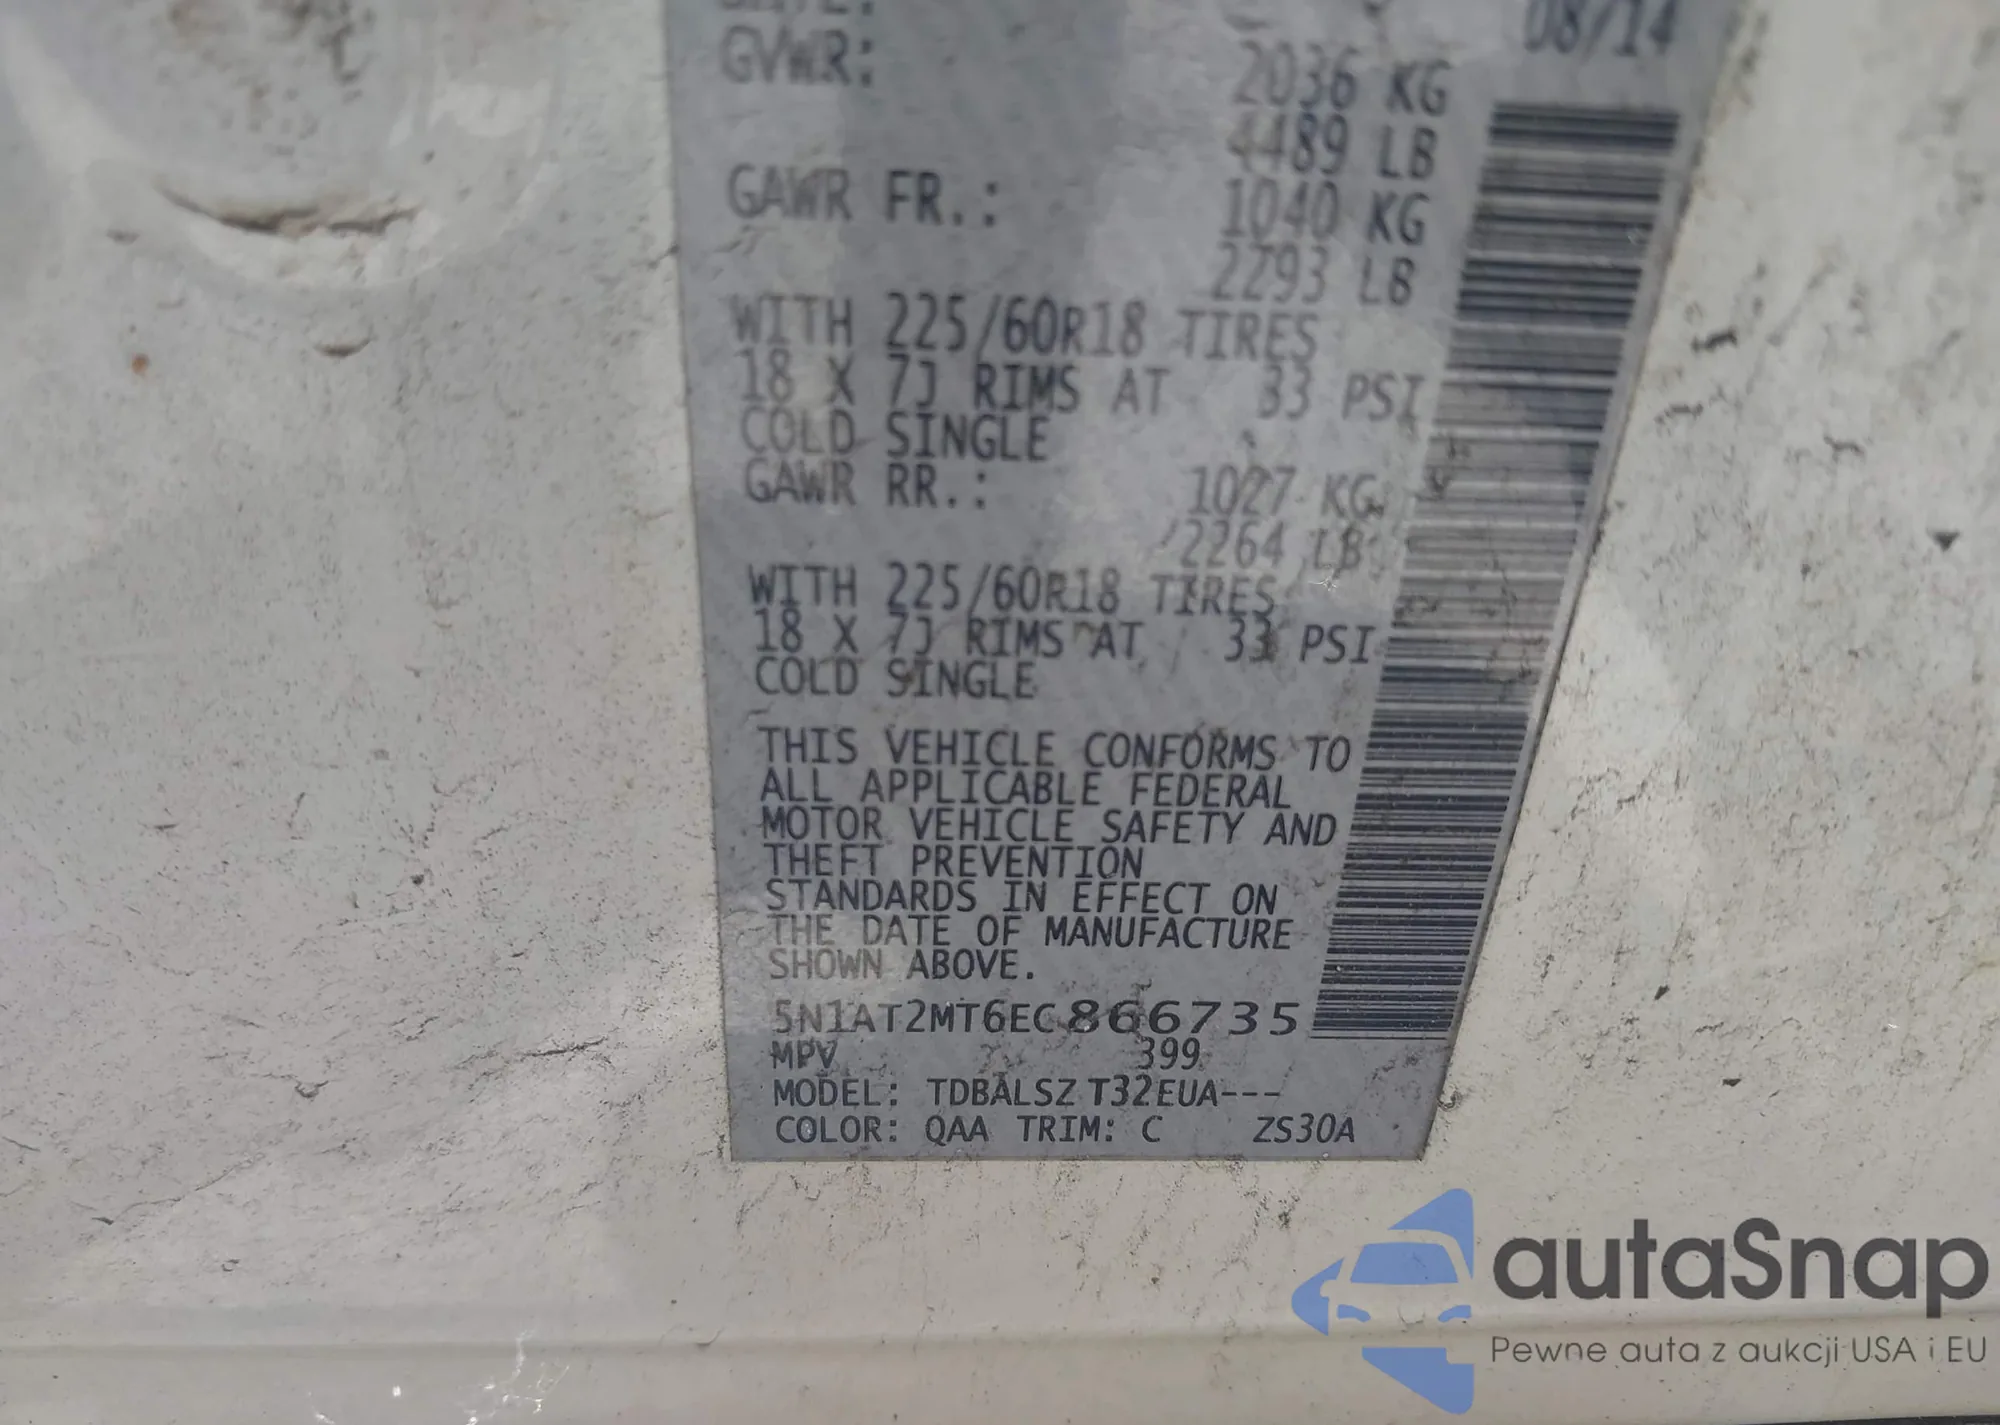 DATE: 08/14
GVWR: 2036 KG
4489 LB
GAWR FR.: 1040 KG
2293 LB
WITH 225/60R18 TIRES
18 X 7J RIMS AT 33 PSI
COLD SINGLE
GAWR RR.: 1027 KG
2264 LB
WITH 225/60R18 TIRES
18 X 7J RIMS AT 33 PSI
COLD SINGLE
THIS VEHICLE CONFORMS TO
ALL APPLICABLE FEDERAL
MOTOR VEHICLE SAFETY AND
THEFT PREVENTION
STANDARDS IN EFFECT ON
THE DATE OF MANUFACTURE
SHOWN ABOVE.
5N1AT2MT6EC866735
MPV 399
MODEL: TDBALSZ T32EUA---
COLOR: QAA TRIM: C ZS30A
autaSnap
Pewne auta z aukcji USA i EU